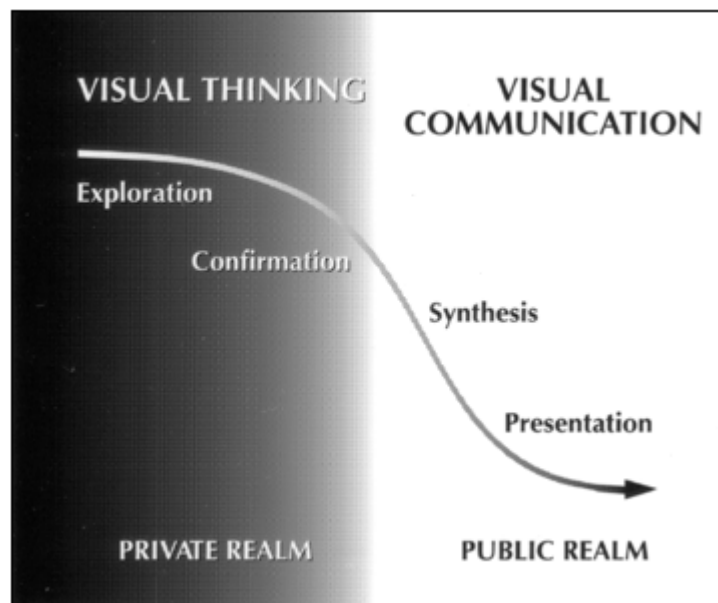 VISUAL THINKING
VISUAL
COMMUNICATION
Exploration
Confirmation
Synthesis
Presentation
PRIVATE REALM
PUBLIC REALM